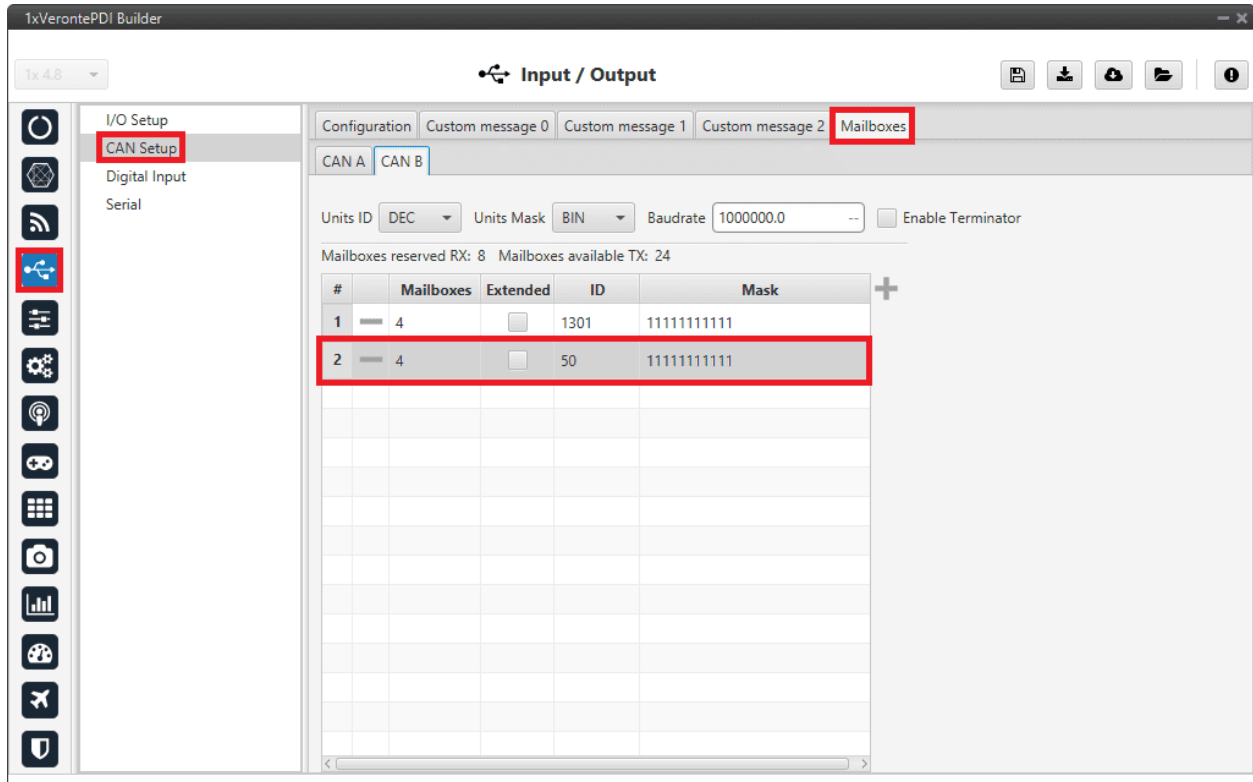 1xVerontePDI Builder
1x 4.8
Input / Output
I/O Setup
CAN Setup
Digital Input
Serial
Configuration Custom message 0 Custom message 1 Custom message 2 Mailboxes
CAN A CAN B
Units ID DEC Units Mask BIN Baudrate 1000000.0 -- Enable Terminator
Mailboxes reserved RX: 8 Mailboxes available TX: 24
# Mailboxes Extended ID Mask
1 4 1301 11111111111
2 4 50 11111111111